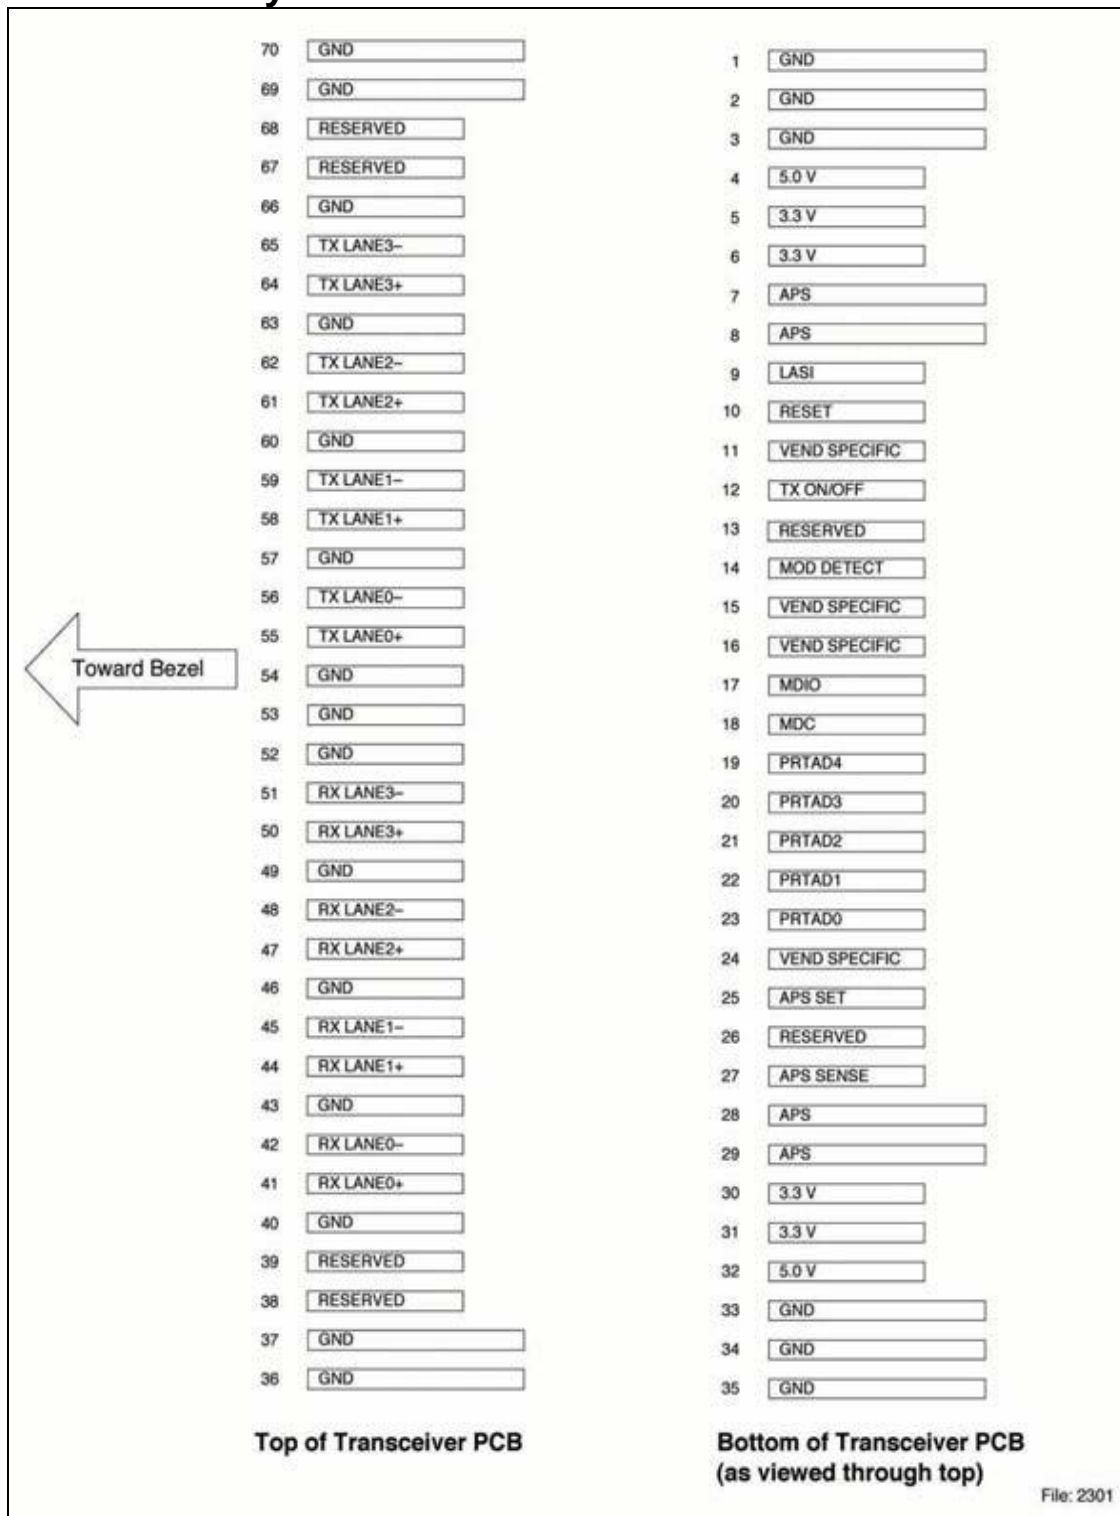 70 GND
69 GND
68 RESERVED
67 RESERVED
66 GND
65 TX LANE3–
64 TX LANE3+
63 GND
62 TX LANE2–
61 TX LANE2+
60 GND
59 TX LANE1–
58 TX LANE1+
57 GND
56 TX LANE0–
55 TX LANE0+
Toward Bezel
54 GND
53 GND
52 GND
51 RX LANE3–
50 RX LANE3+
49 GND
48 RX LANE2–
47 RX LANE2+
46 GND
45 RX LANE1–
44 RX LANE1+
43 GND
42 RX LANE0–
41 RX LANE0+
40 GND
39 RESERVED
38 RESERVED
37 GND
36 GND
Top of Transceiver PCB
1 GND
2 GND
3 GND
4 5.0 V
5 3.3 V
6 3.3 V
7 APS
8 APS
9 LASI
10 RESET
11 VEND SPECIFIC
12 TX ON/OFF
13 RESERVED
14 MOD DETECT
15 VEND SPECIFIC
16 VEND SPECIFIC
17 MDIO
18 MDC
19 PRTAD4
20 PRTAD3
21 PRTAD2
22 PRTAD1
23 PRTAD0
24 VEND SPECIFIC
25 APS SET
26 RESERVED
27 APS SENSE
28 APS
29 APS
30 3.3 V
31 3.3 V
32 5.0 V
33 GND
34 GND
35 GND
Bottom of Transceiver PCB
(as viewed through top)
File: 2301